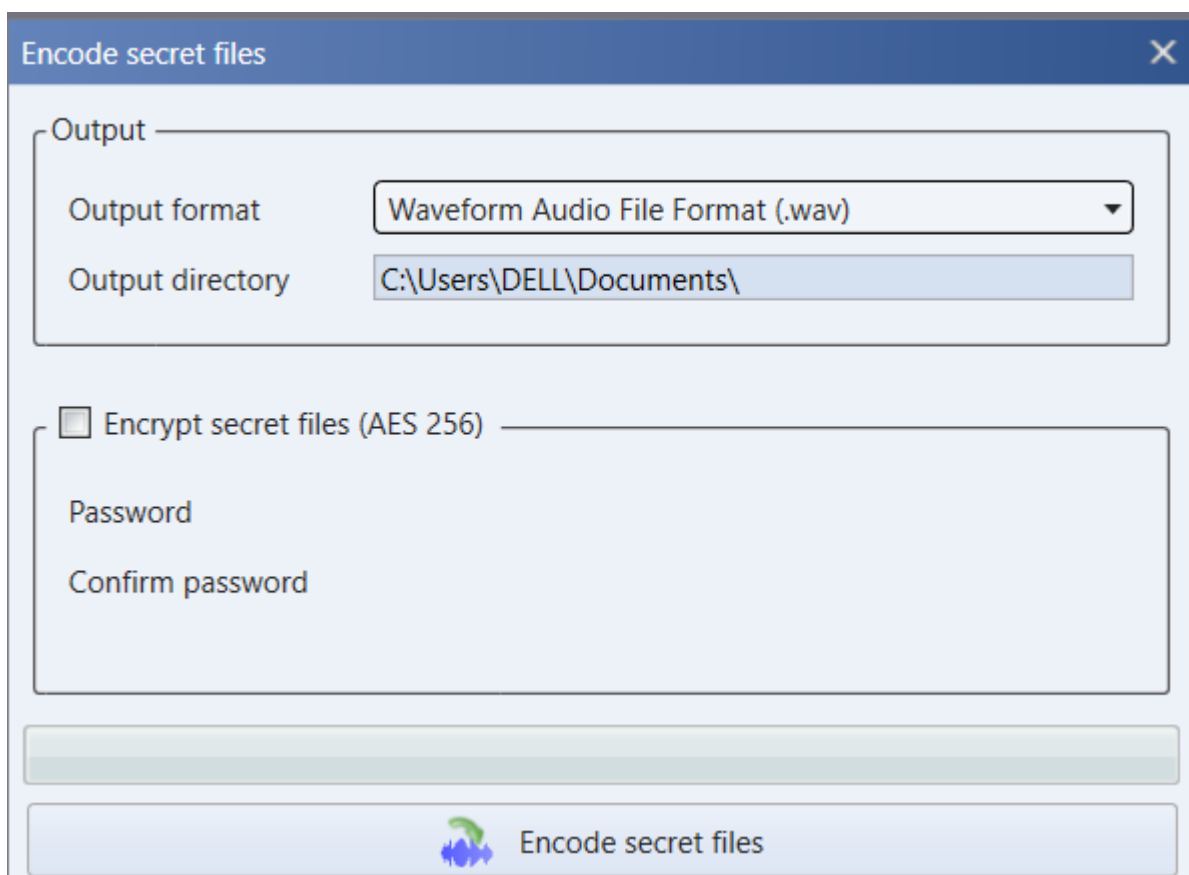 Encode secret files
Output
Output format Waveform Audio File Format (.wav)
Output directory C:\Users\DELL\Documents\
Encrypt secret files (AES 256)
Password
Confirm password
Encode secret files